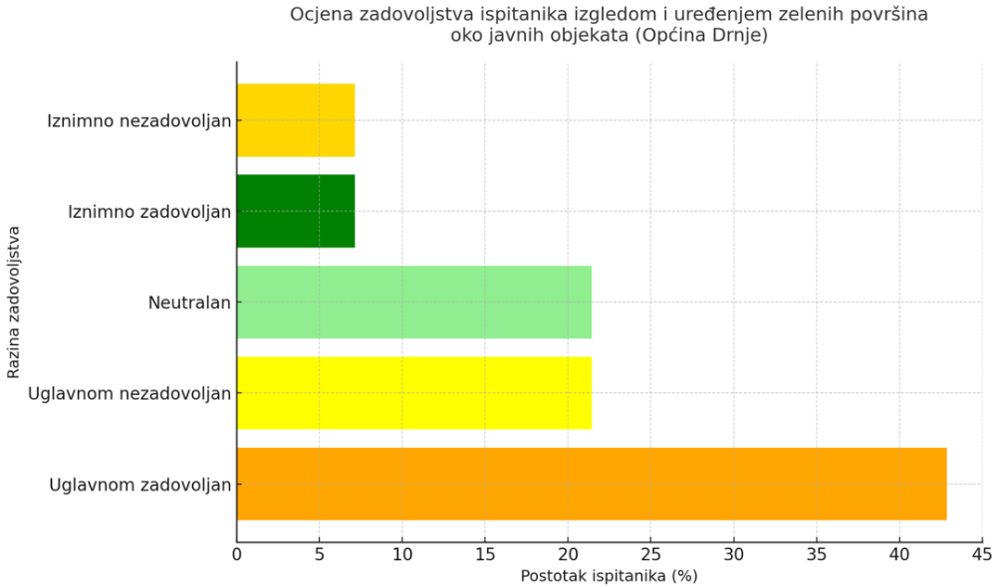 Ocjena zadovoljstva ispitanika izgledom i uređenjem zelenih površina
oko javnih objekata (Općina Drnje)
Razina zadovoljstva
Iznimno nezadovoljan
Iznimno zadovoljan
Neutralan
Uglavnom nezadovoljan
Uglavnom zadovoljan
0 5 10 15 20 25 30 35 40 45
Postotak ispitanika (%)